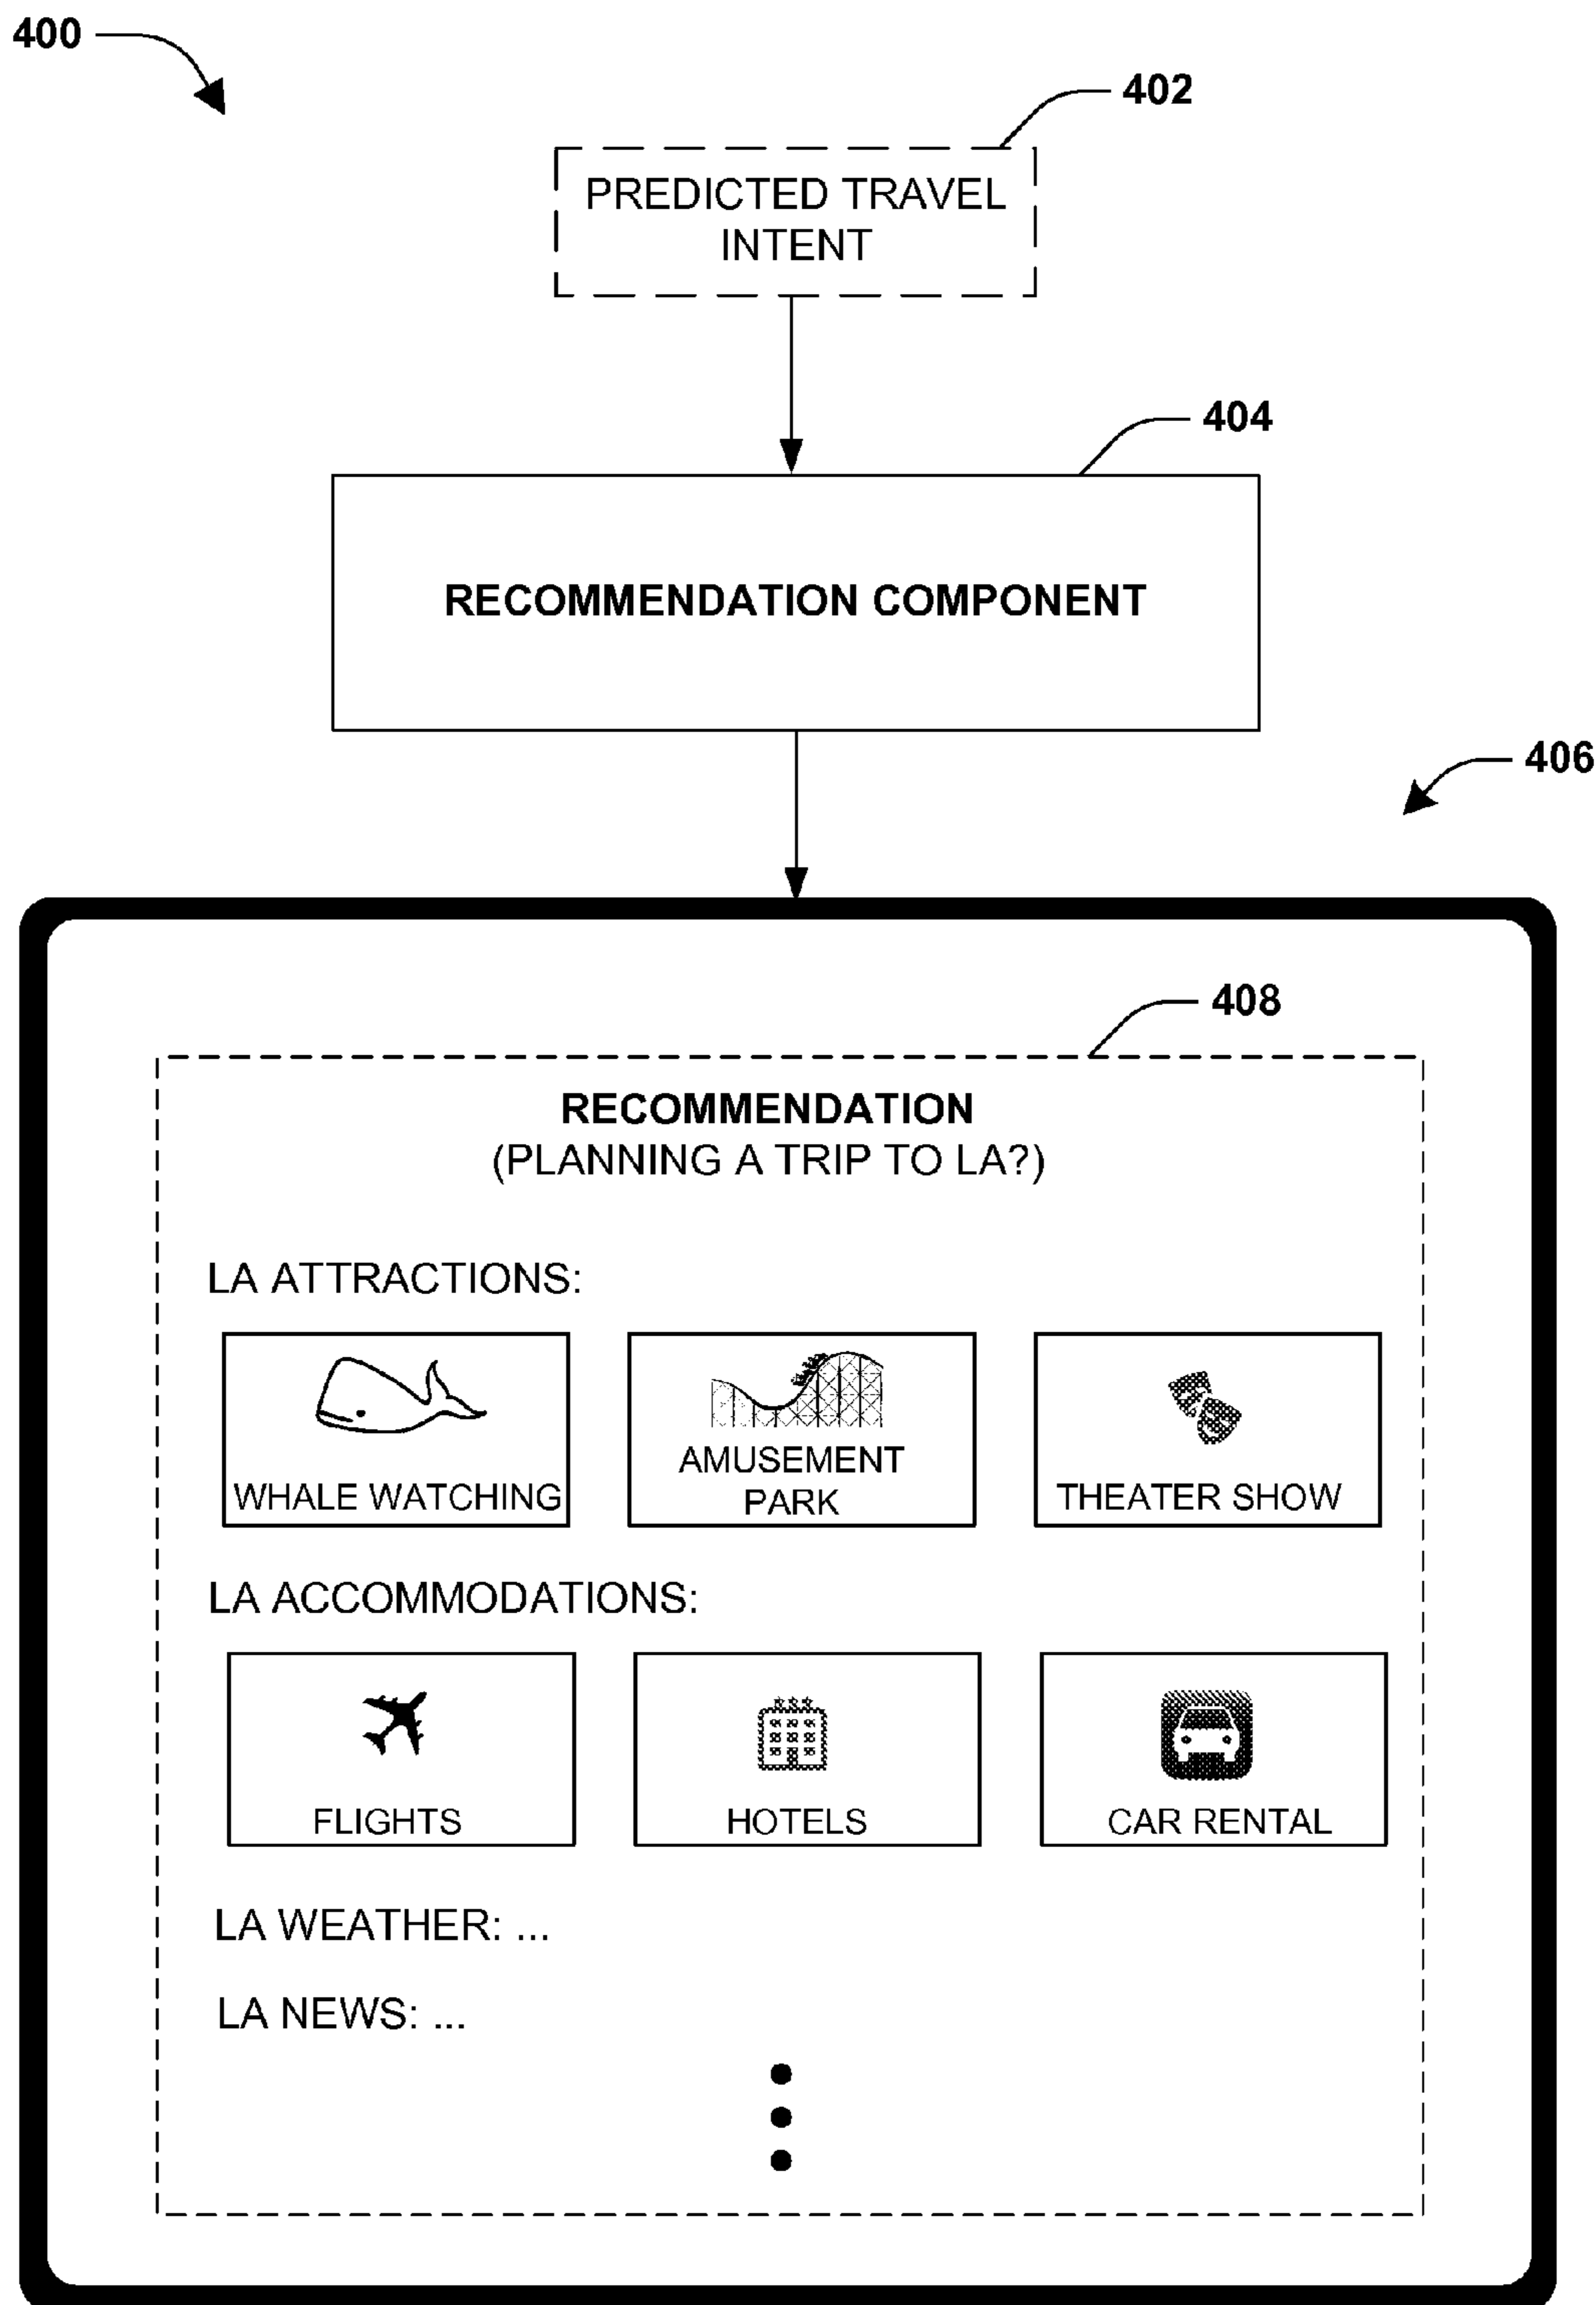 400
402
PREDICTED TRAVEL
INTENT
404
RECOMMENDATION COMPONENT
406
408
RECOMMENDATION
(PLANNING A TRIP TO LA?)
LA ATTRACTIONS:
WHALE WATCHING
AMUSEMENT
PARK
THEATER SHOW
LA ACCOMMODATIONS:
FLIGHTS
HOTELS
CAR RENTAL
LA WEATHER: ...
LA NEWS: ...